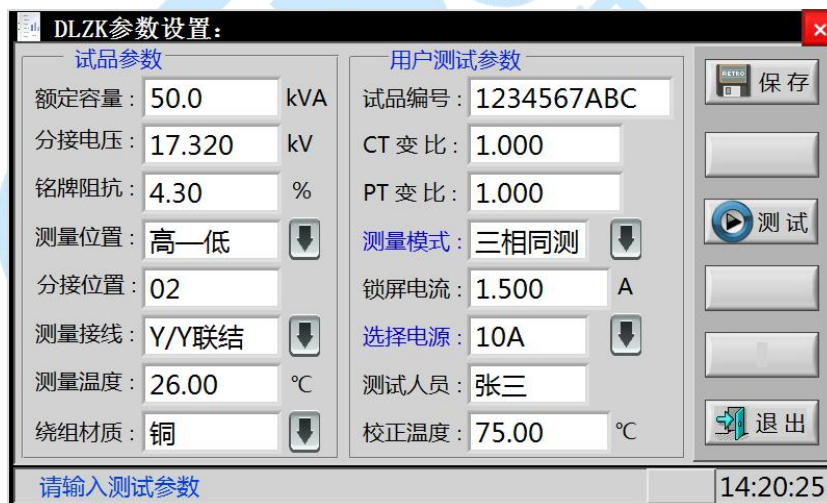 DLZK参数设置：
试品参数
额定容量： 50.0 kVA
分接电压： 17.320 kV
铭牌阻抗： 4.30 %
测量位置： 高—低
分接位置： 02
测量接线： Y/Y联结
测量温度： 26.00 ℃
绕组材质： 铜
用户测试参数
试品编号： 1234567ABC
CT 变 比： 1.000
PT 变 比： 1.000
测量模式： 三相同测
锁屏电流： 1.500 A
选择电源： 10A
测试人员： 张三
校正温度： 75.00 ℃
RETRO
保 存
测 试
退 出
请输入测试参数
14:20:25